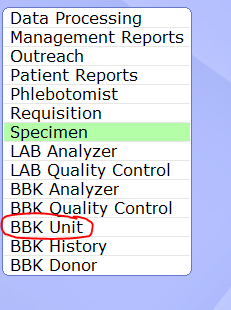 Data Processing
Management Reports
Outreach
Patient Reports
Phlebotomist
Requisition
Specimen
LAB Analyzer
LAB Quality Control
BBK Analyzer
BBK Quality Control
BBK Unit
BBK History
BBK Donor